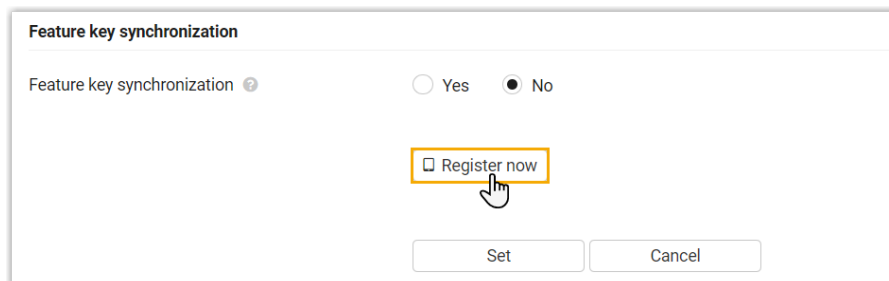 Feature key synchronization
Feature key synchronization ?
Yes No
Register now
Set Cancel